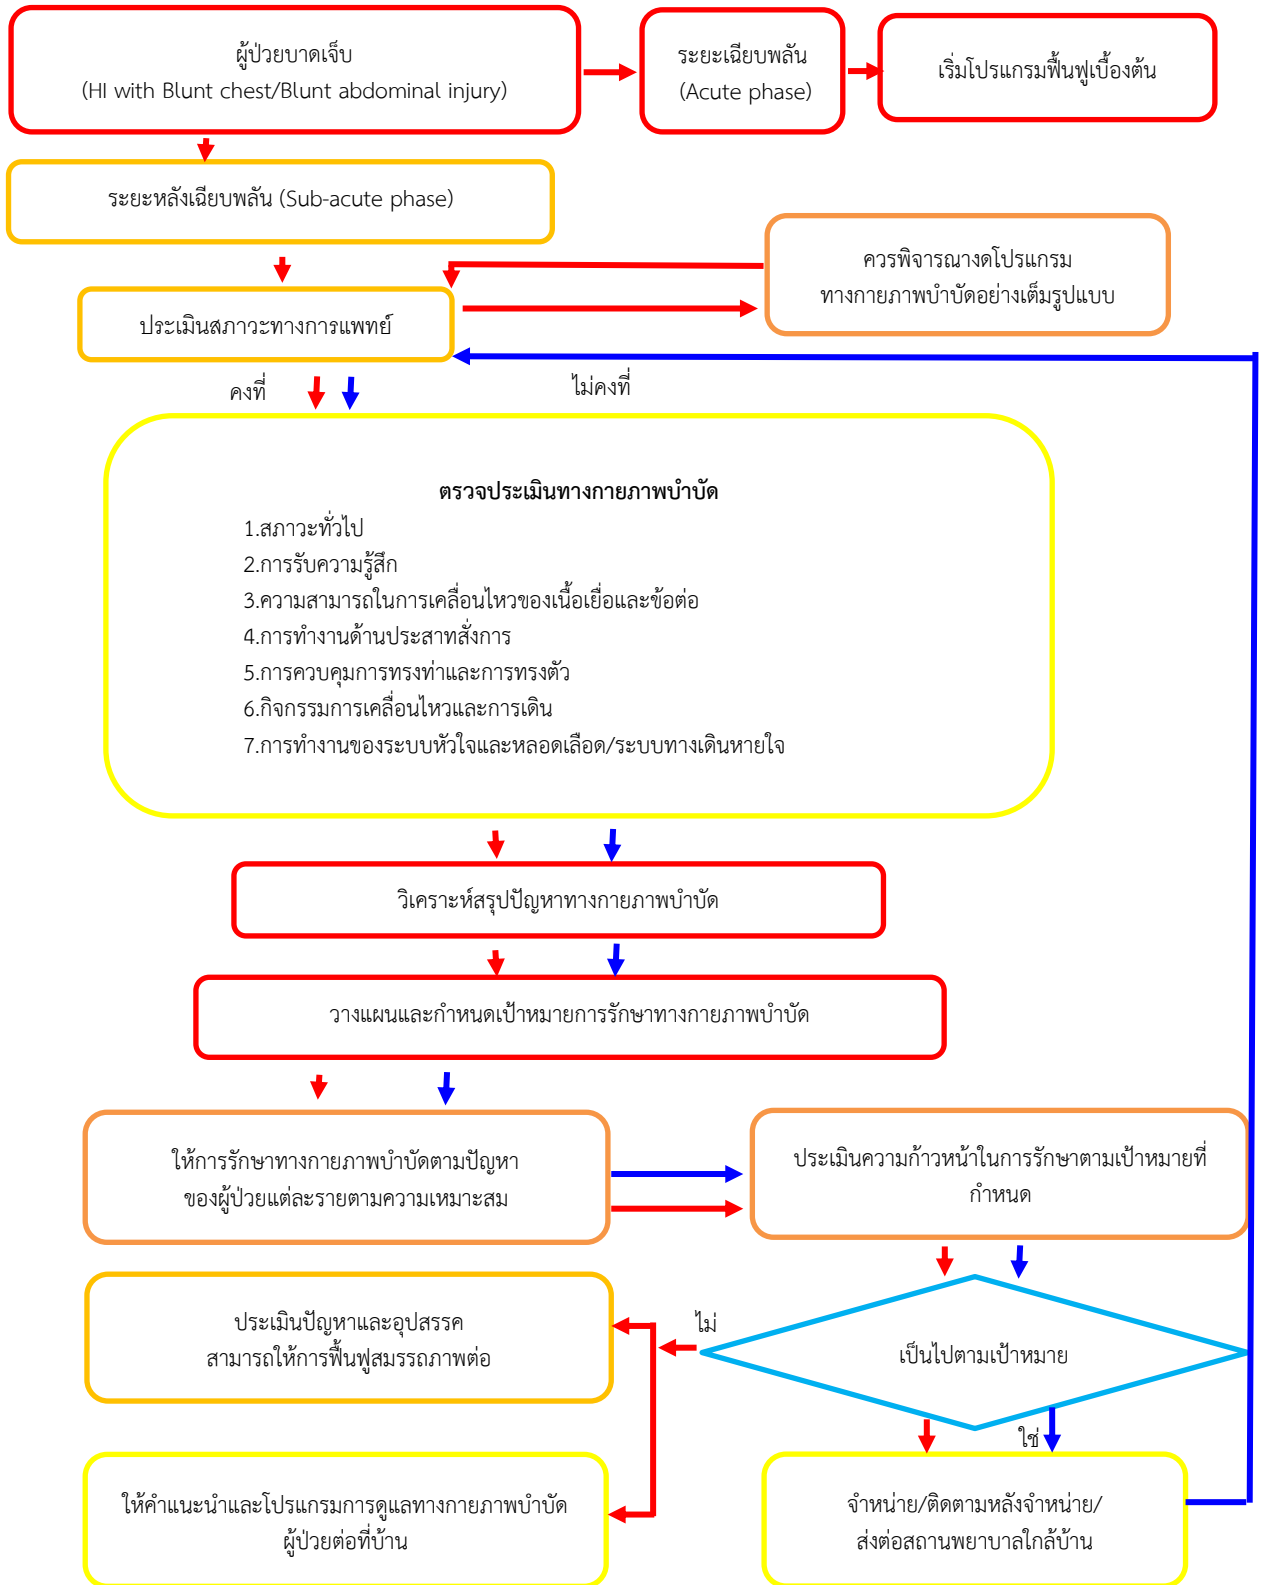 ผู้ป่วยบาดเจ็บ
(HI with Blunt chest/Blunt abdominal injury)
ระยะเฉียบพลัน
(Acute phase)
เริ่มโปรแกรมฟื้นฟูเบื้องต้น
ระยะหลังเฉียบพลัน (Sub-acute phase)
ควรพิจารณางดโปรแกรม
ทางกายภาพบำบัดอย่างเต็มรูปแบบ
ประเมินสภาวะทางการแพทย์
คงที่
ไม่คงที่
ตรวจประเมินทางกายภาพบำบัด
1.สภาวะทั่วไป
2.การรับความรู้สึก
3.ความสามารถในการเคลื่อนไหวของเนื้อเยื่อและข้อต่อ
4.การทำงานด้านประสาทสั่งการ
5.การควบคุมการทรงท่าและการทรงตัว
6.กิจกรรมการเคลื่อนไหวและการเดิน
7.การทำงานของระบบหัวใจและหลอดเลือด/ระบบทางเดินหายใจ
วิเคราะห์สรุปปัญหาทางกายภาพบำบัด
วางแผนและกำหนดเป้าหมายการรักษาทางกายภาพบำบัด
ให้การรักษาทางกายภาพบำบัดตามปัญหา
ของผู้ป่วยแต่ละรายตามความเหมาะสม
ประเมินความก้าวหน้าในการรักษาตามเป้าหมายที่
กำหนด
ประเมินปัญหาและอุปสรรค
สามารถให้การฟื้นฟูสมรรถภาพต่อ
ไม่
เป็นไปตามเป้าหมาย
ใช่
ให้คำแนะนำและโปรแกรมการดูแลทางกายภาพบำบัด
ผู้ป่วยต่อที่บ้าน
จำหน่าย/ติดตามหลังจำหน่าย/
ส่งต่อสถานพยาบาลใกล้บ้าน